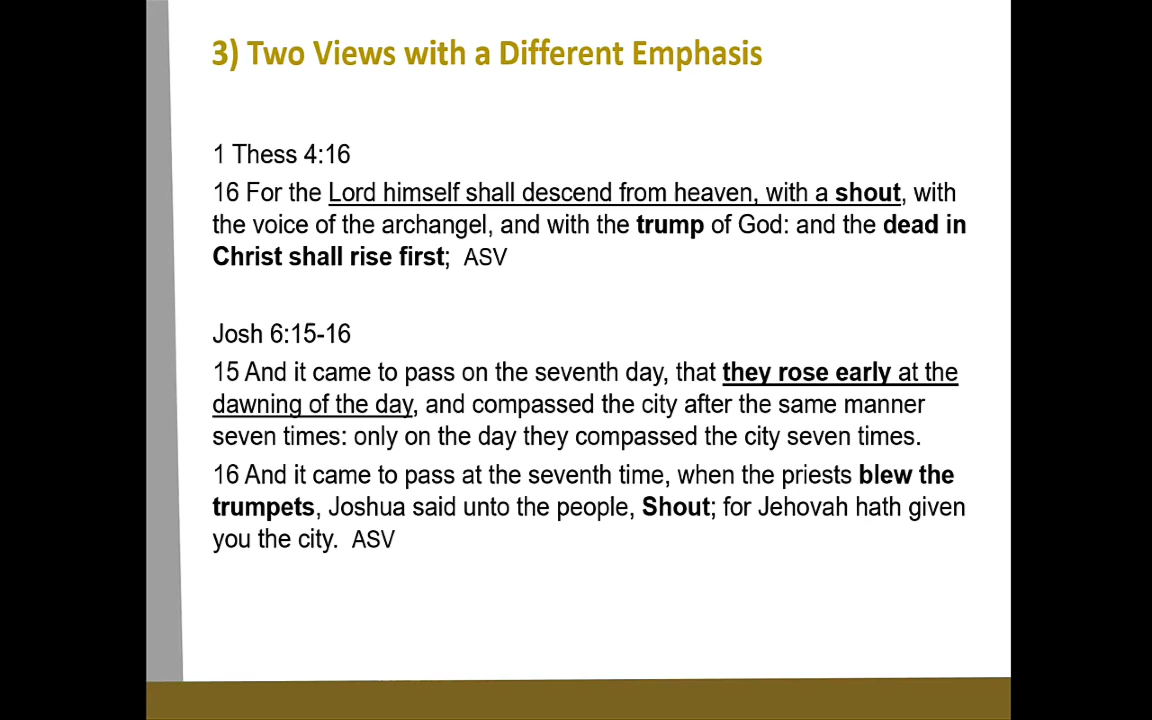 3) Two Views with a Different Emphasis
1 Thess 4:16
16 For the Lord himself shall descend from heaven, with a shout, with
the voice of the archangel, and with the trump of God: and the dead in
Christ shall rise first; ASV
Josh 6:15-16
15 And it came to pass on the seventh day, that they rose early at the
dawning of the day, and compassed the city after the same manner
seven times: only on the day they compassed the city seven times.
16 And it came to pass at the seventh time, when the priests blew the
trumpets, Joshua said unto the people, Shout; for Jehovah hath given
you the city. ASV